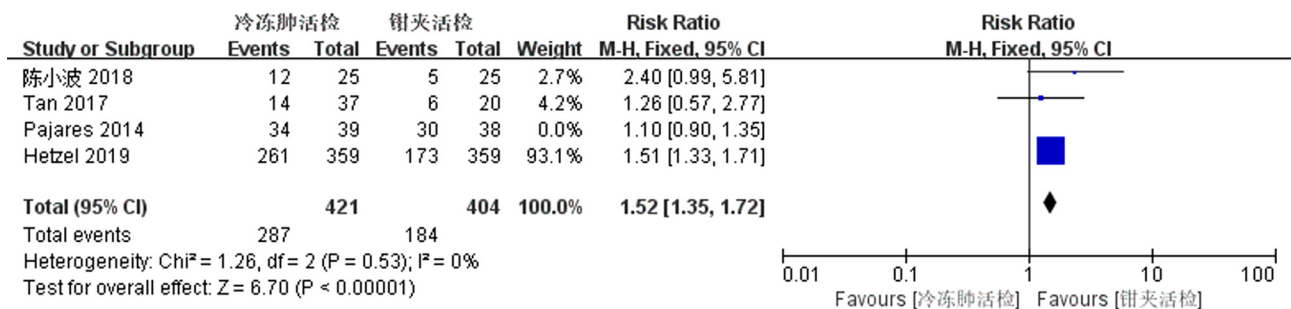 冷冻肺活检 钳夹活检 Risk Ratio Risk Ratio
Study or Subgroup Events Total Events Total Weight M-H, Fixed, 95% CI M-H, Fixed, 95% CI
陈小波 2018 12 25 5 25 2.7% 2.40 [0.99, 5.81]
Tan 2017 14 37 6 20 4.2% 1.26 [0.57, 2.77]
Pajares 2014 34 39 30 38 0.0% 1.10 [0.90, 1.35]
Hetzel 2019 261 359 173 359 93.1% 1.51 [1.33, 1.71]
Total (95% CI) 421 404 100.0% 1.52 [1.35, 1.72]
Total events 287 184
Heterogeneity: Chi² = 1.26, df = 2 (P = 0.53); I² = 0%
Test for overall effect: Z = 6.70 (P < 0.00001)
0.01 0.1 1 10 100
Favours [冷冻肺活检] Favours [钳夹活检]